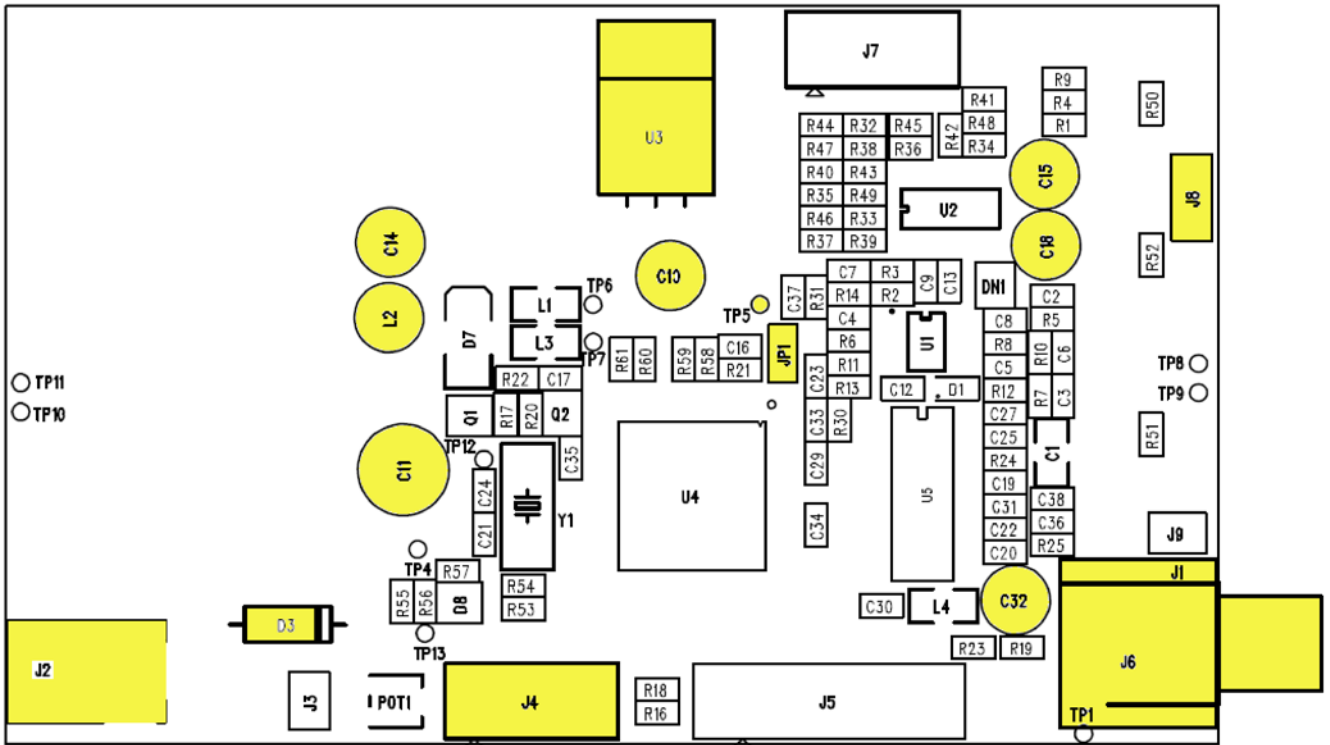 J7
R9
R41
R4
R50
R44 R32 R45
R42
R48
R1
U3
R47 R38 R36
R34
R40 R43
C15
R35 R49
J8
R46 R33
U2
R37 R39
C14
C18
R52
C10
C7 R3
C9
C13
DN1
TP6
L1
TP5
C37
R31
R14 R2
C2
L2
C4
C8
R5
D7
L3
TP7
R61
R60
R59
R58
C16
R21
JP1
R6
U1
R8
R10
C6
R11
C5
TP8
TP11
R22 C17
C23
R13
C12 D1
R12
R7
C3
TP9
TP10
Q1
R17
R20
Q2
C33
R30
C27
TP12
C25
C1
R51
C11
C35
C29
R24
C24
C19
U4
U5
C38
Y1
C31
C36
C21
C34
C22
R25
J9
TP4
C20
R57
R54
J1
R55
R56
D8
R53
C30
L4
C32
D3
TP13
R23 R19
J2
J6
J3
POT1
J4
R18
R16
J5
TP1